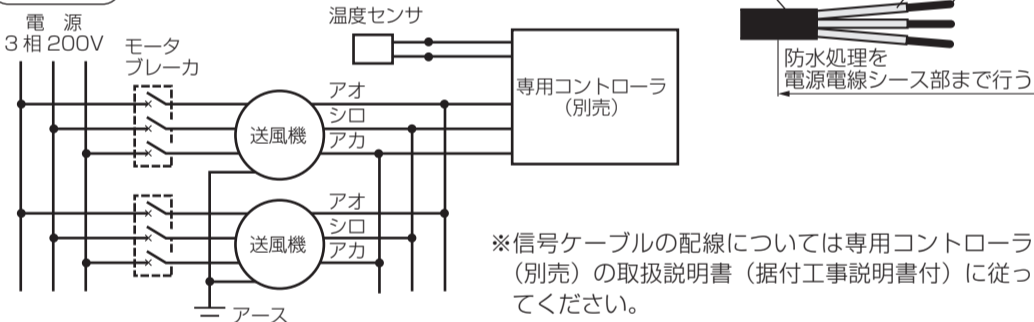 電 源
3相200V
モータ
ブレーカ
温度センサ
専用コントローラ
(別売)
防水処理を
電源電線シース部まで行う
送風機
アオ
シロ
アカ
送風機
アオ
シロ
アカ
アース
※信号ケーブルの配線については専用コントローラ
(別売)の取扱説明書(据付工事説明書付)に従っ
てください。